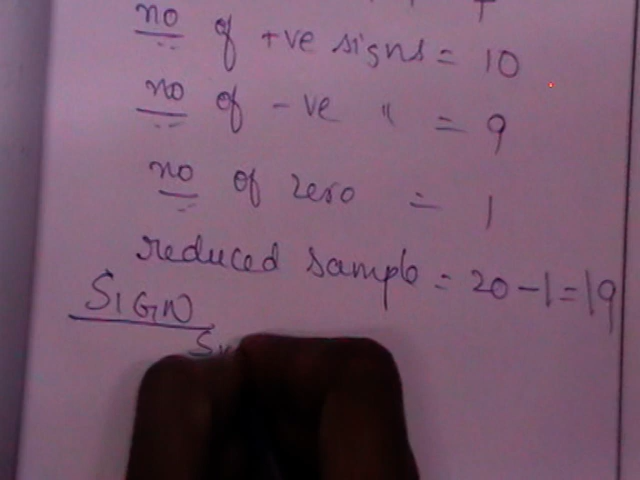 no of +ve signs = 10
no of - ve " = 9
no of zero = 1
reduced sample = 20-1=19
SIGN